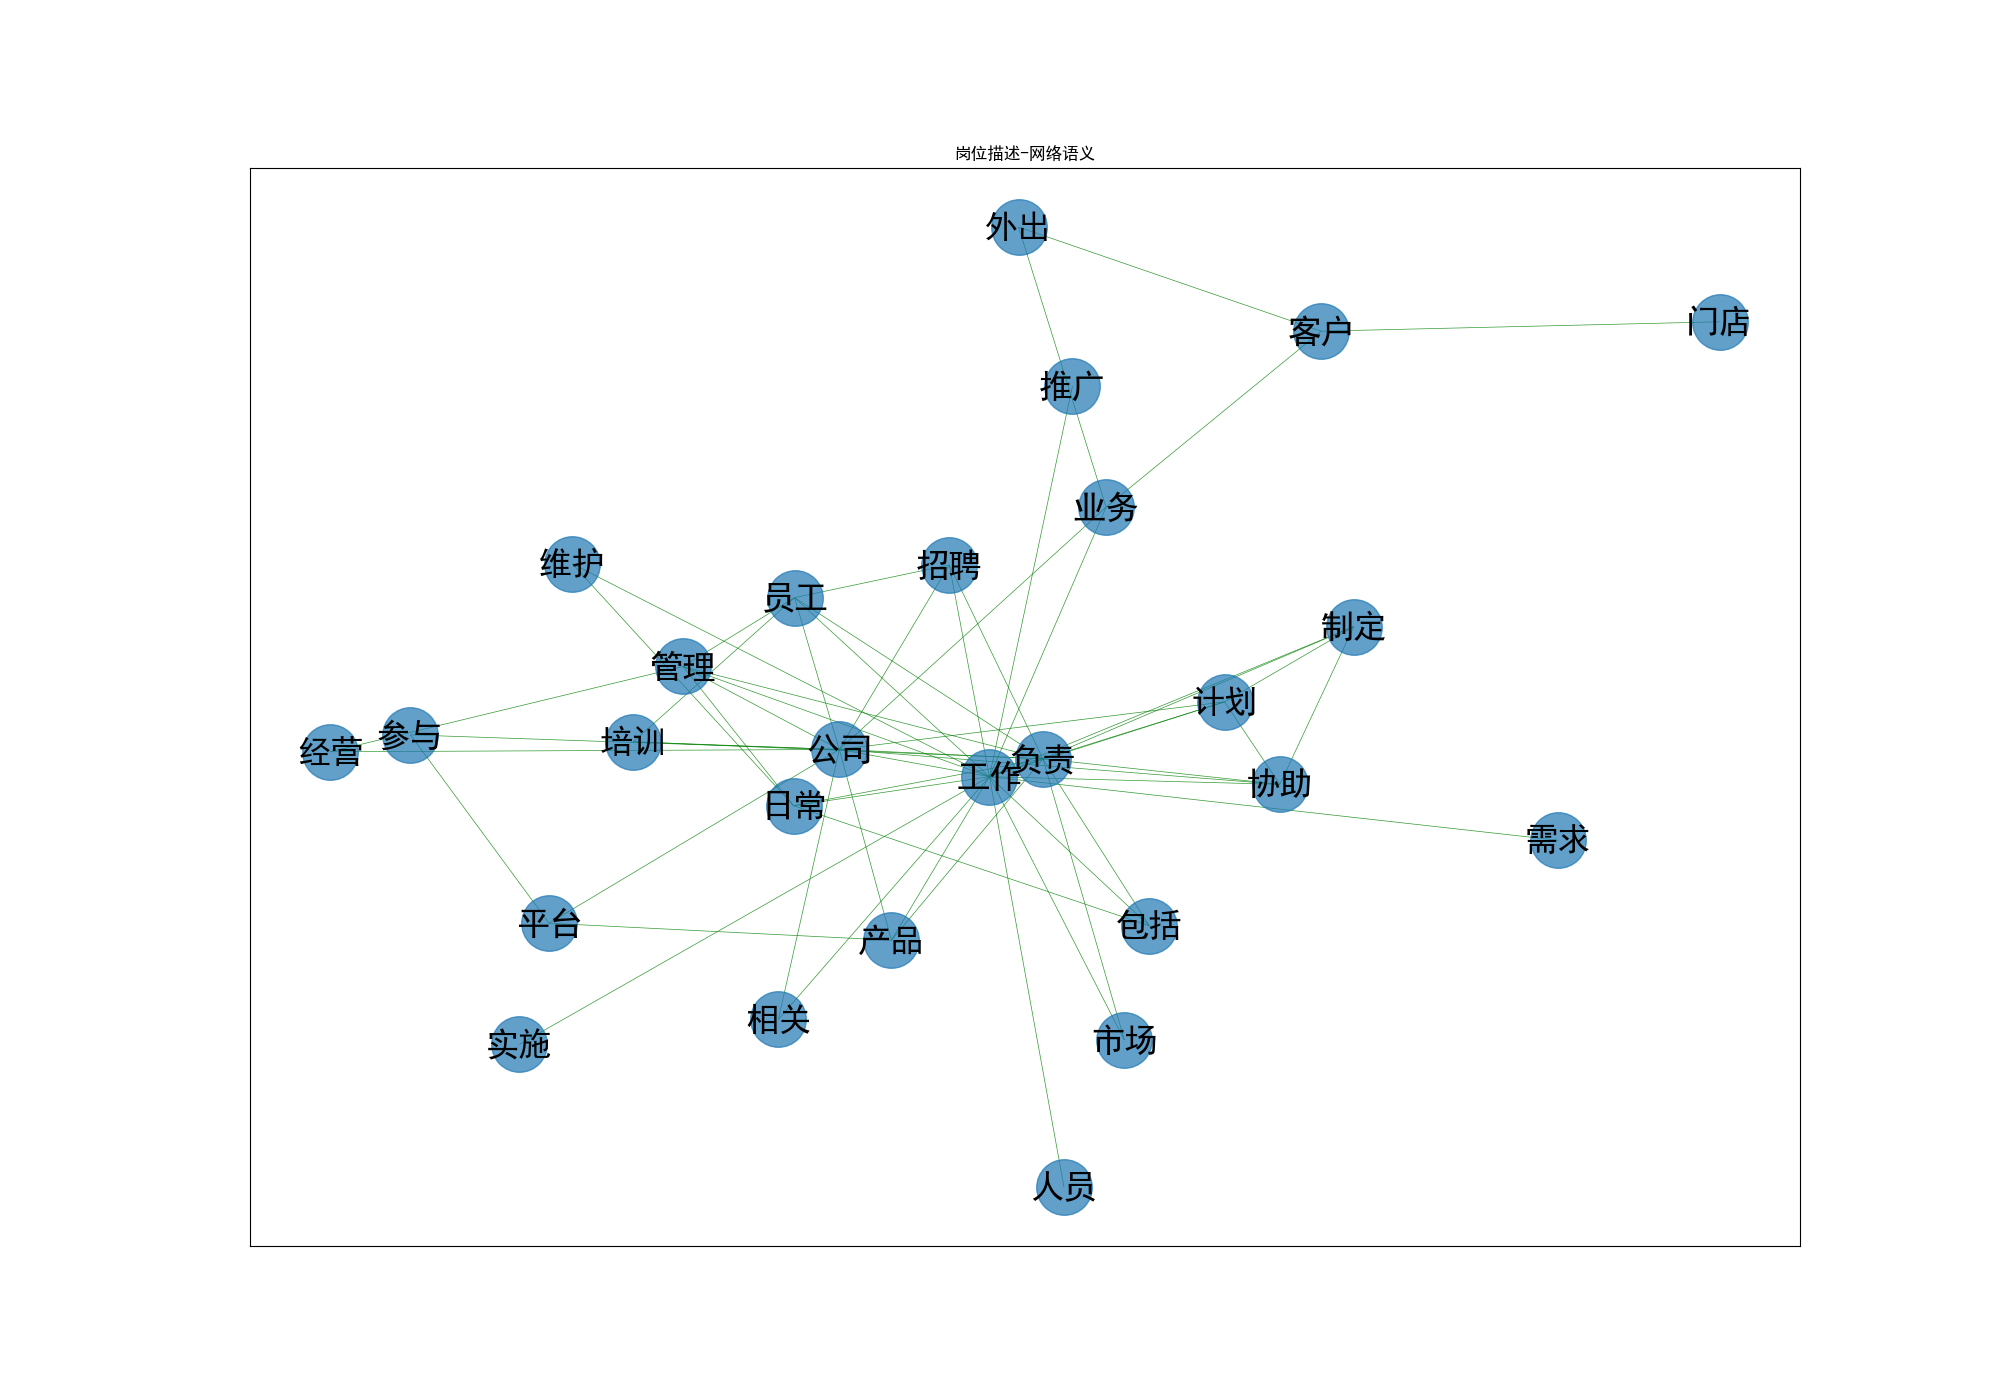 岗位描述-网络语义
外出
门店
客户
推广
业务
维护
招聘
员工
制定
管理
计划
参与
培训
经营
公司
负责
工作
协助
日常
需求
平台
包括
产品
相关
市场
实施
人员